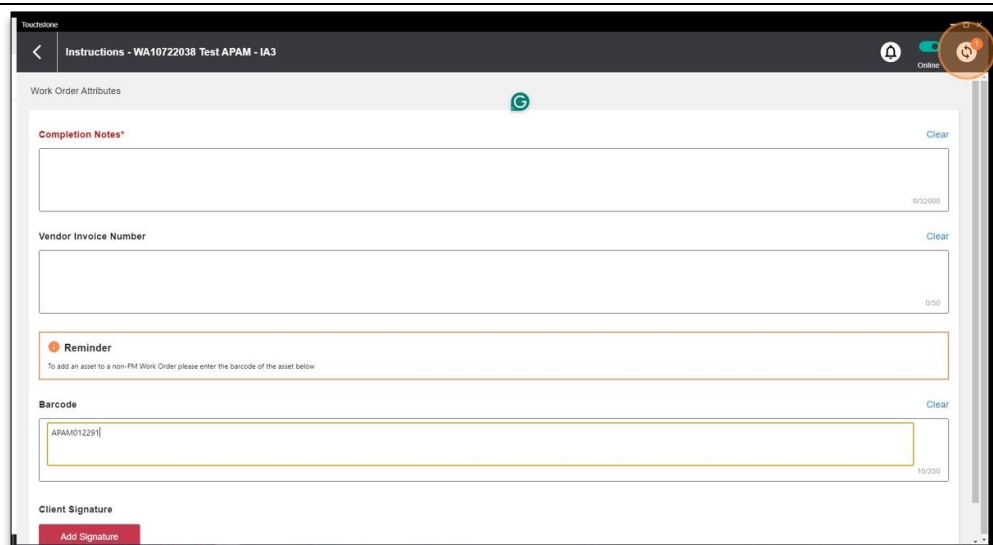 Touchstone
Instructions - WA10722038 Test APAM - IA3
Online
1
Work Order Attributes
Completion Notes*
Clear
0/32000
Vendor Invoice Number
Clear
0/50
Reminder
To add an asset to a non-PM Work Order please enter the barcode of the asset below
Barcode
Clear
APAM012291
10/250
Client Signature
Add Signature